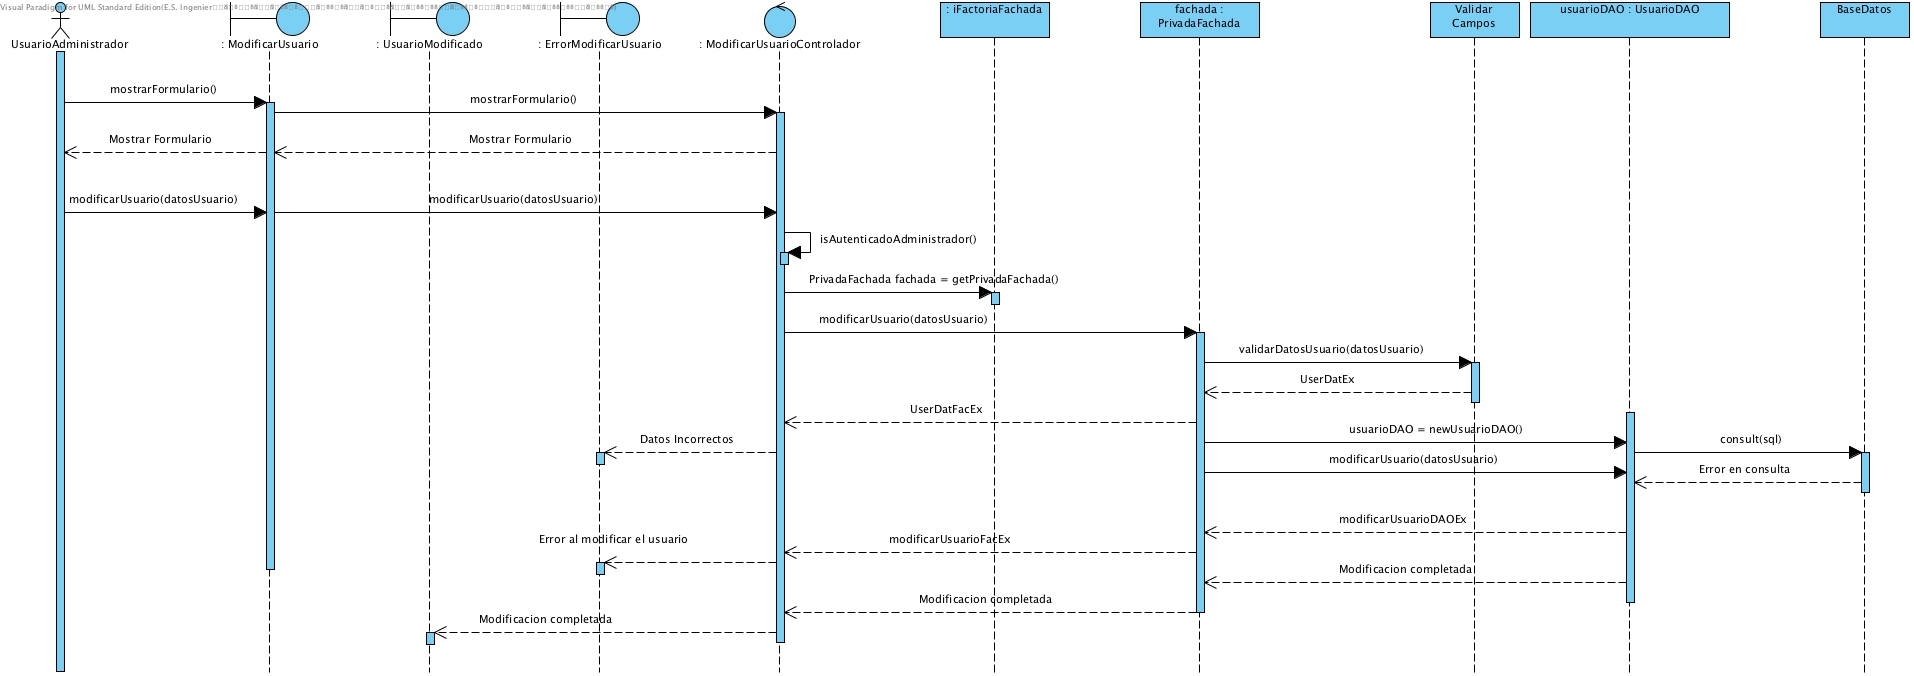 Visual Paradigm for UML Standard Edition(E.S. Ingenier
UsuarioAdministrador
: ModificarUsuario
: UsuarioModificado
: ErrorModificarUsuario
: ModificarUsuarioControlador
: iFactoriaFachada
fachada :
PrivadaFachada
Validar
Campos
usuarioDAO : UsuarioDAO
BaseDatos
mostrarFormulario()
mostrarFormulario()
Mostrar Formulario
Mostrar Formulario
modificarUsuario(datosUsuario)
modificarUsuario(datosUsuario)
isAutenticadoAdministrador()
PrivadaFachada fachada = getPrivadaFachada()
modificarUsuario(datosUsuario)
validarDatosUsuario(datosUsuario)
UserDatEx
UserDatFacEx
Datos Incorrectos
usuarioDAO = newUsuarioDAO()
consult(sql)
modificarUsuario(datosUsuario)
Error en consulta
modificarUsuarioDAOEx
modificarUsuarioFacEx
Error al modificar el usuario
Modificacion completada
Modificacion completada
Modificacion completada